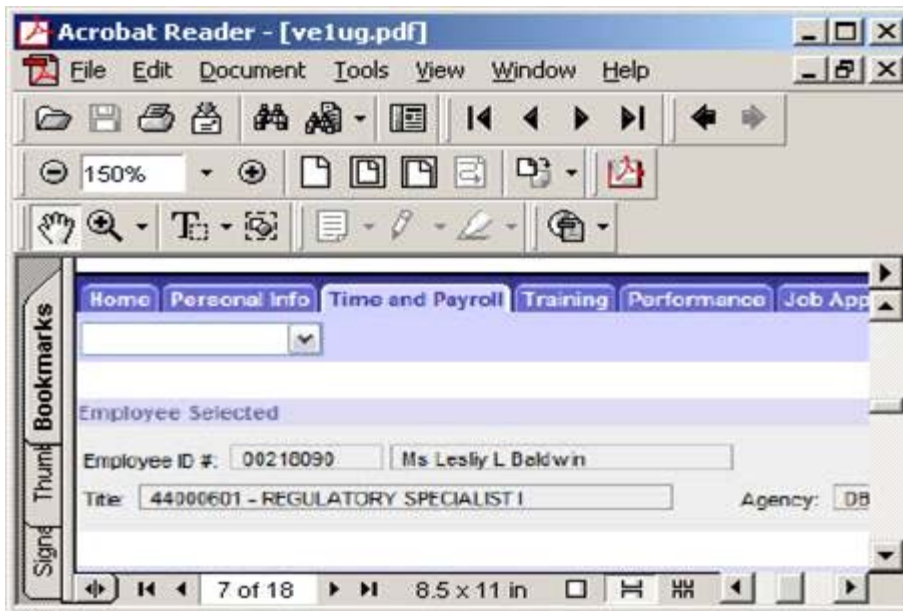 Acrobat Reader - [ve1ug.pdf]
File Edit Document Tools View Window Help
150%
Home Personal Info Time and Payroll Training Performance Job App
Bookmarks
Employee Selected
Employee ID #: 00218090 Ms Lesliy L Baldwin
Thumb
Title: 44000601 - REGULATORY SPECIALIST I Agency: DB
Signa
7 of 18 8.5 x 11 in